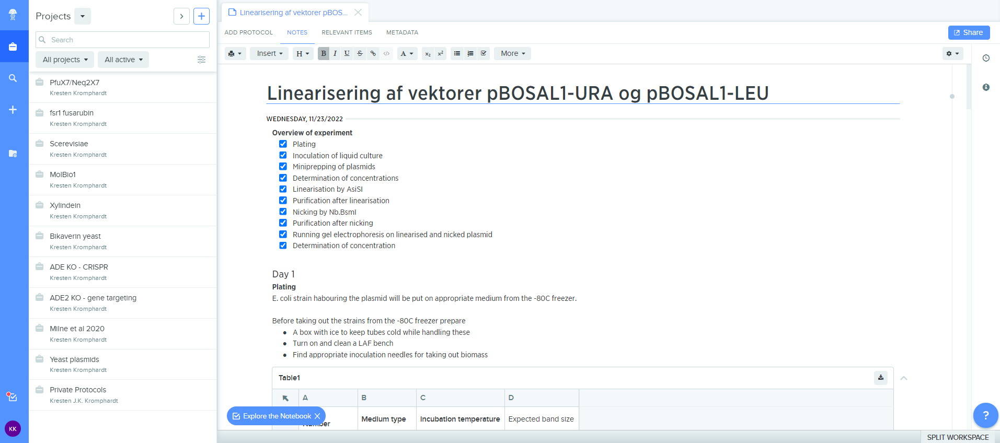 Projects
Search
All projects
All active
PfuX7/Neq2X7
Kresten Kromphardt
fsr1 fusarubin
Kresten Kromphardt
Scerevisiae
Kresten Kromphardt
MolBio1
Kresten Kromphardt
Xylindein
Kresten Kromphardt
Bikaverin yeast
Kresten Kromphardt
ADE KO - CRISPR
Kresten Kromphardt
ADE2 KO - gene targeting
Kresten Kromphardt
Milne et al 2020
Kresten Kromphardt
Yeast plasmids
Kresten Kromphardt
Private Protocols
Kresten J.K. Kromphardt
KK
Linearisering af vektorer pBOS...
ADD PROTOCOL NOTES RELEVANT ITEMS METADATA
Share
Insert H B I U S </> A x₂ x² More
Linearisering af vektorer pBOSAL1-URA og pBOSAL1-LEU
WEDNESDAY, 11/23/2022
Overview of experiment
Plating
Inoculation of liquid culture
Miniprepping of plasmids
Determination of concentrations
Linearisation by AsiSI
Purification after linearisation
Nicking by Nb.BsmI
Purification after nicking
Running gel electrophoresis on linearised and nicked plasmid
Determination of concentration
Day 1
Plating
E. coli strain habouring the plasmid will be put on appropriate medium from the -80C freezer.
Before taking out the strains from the -80C freezer prepare
● A box with ice to keep tubes cold while handling these
● Turn on and clean a LAF bench
● Find appropriate inoculation needles for taking out biomass
Table1
A B C D
Medium type Incubation temperature Expected band size
Explore the Notebook
?
SPLIT WORKSPACE